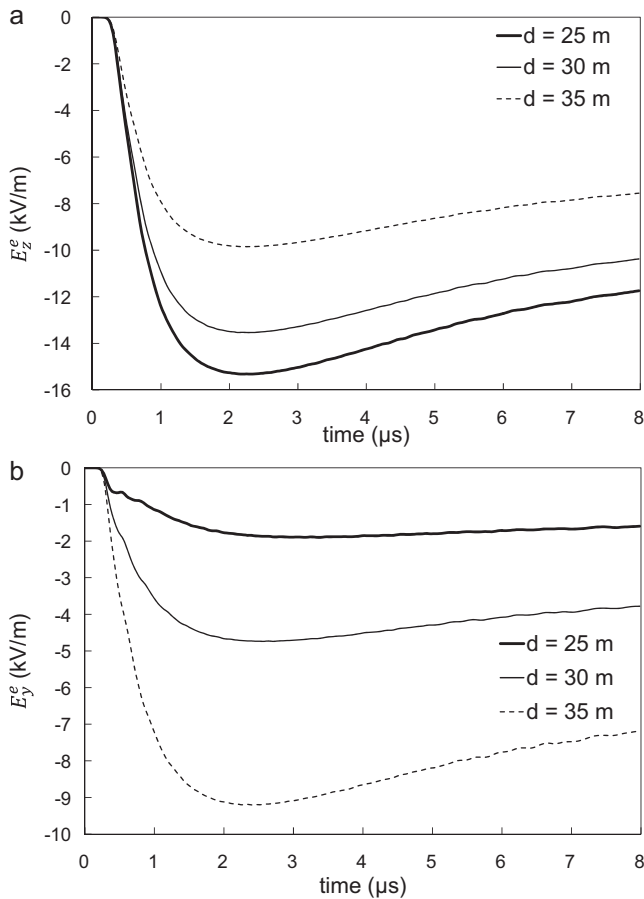 a
0
-2
-4
-6
-8
-10
-12
-14
-16
E_z^e (kV/m)
d = 25 m
d = 30 m
d = 35 m
0 1 2 3 4 5 6 7 8
time (µs)
b
0
-1
-2
-3
-4
-5
-6
-7
-8
-9
-10
E_y^e (kV/m)
d = 25 m
d = 30 m
d = 35 m
0 1 2 3 4 5 6 7 8
time (µs)